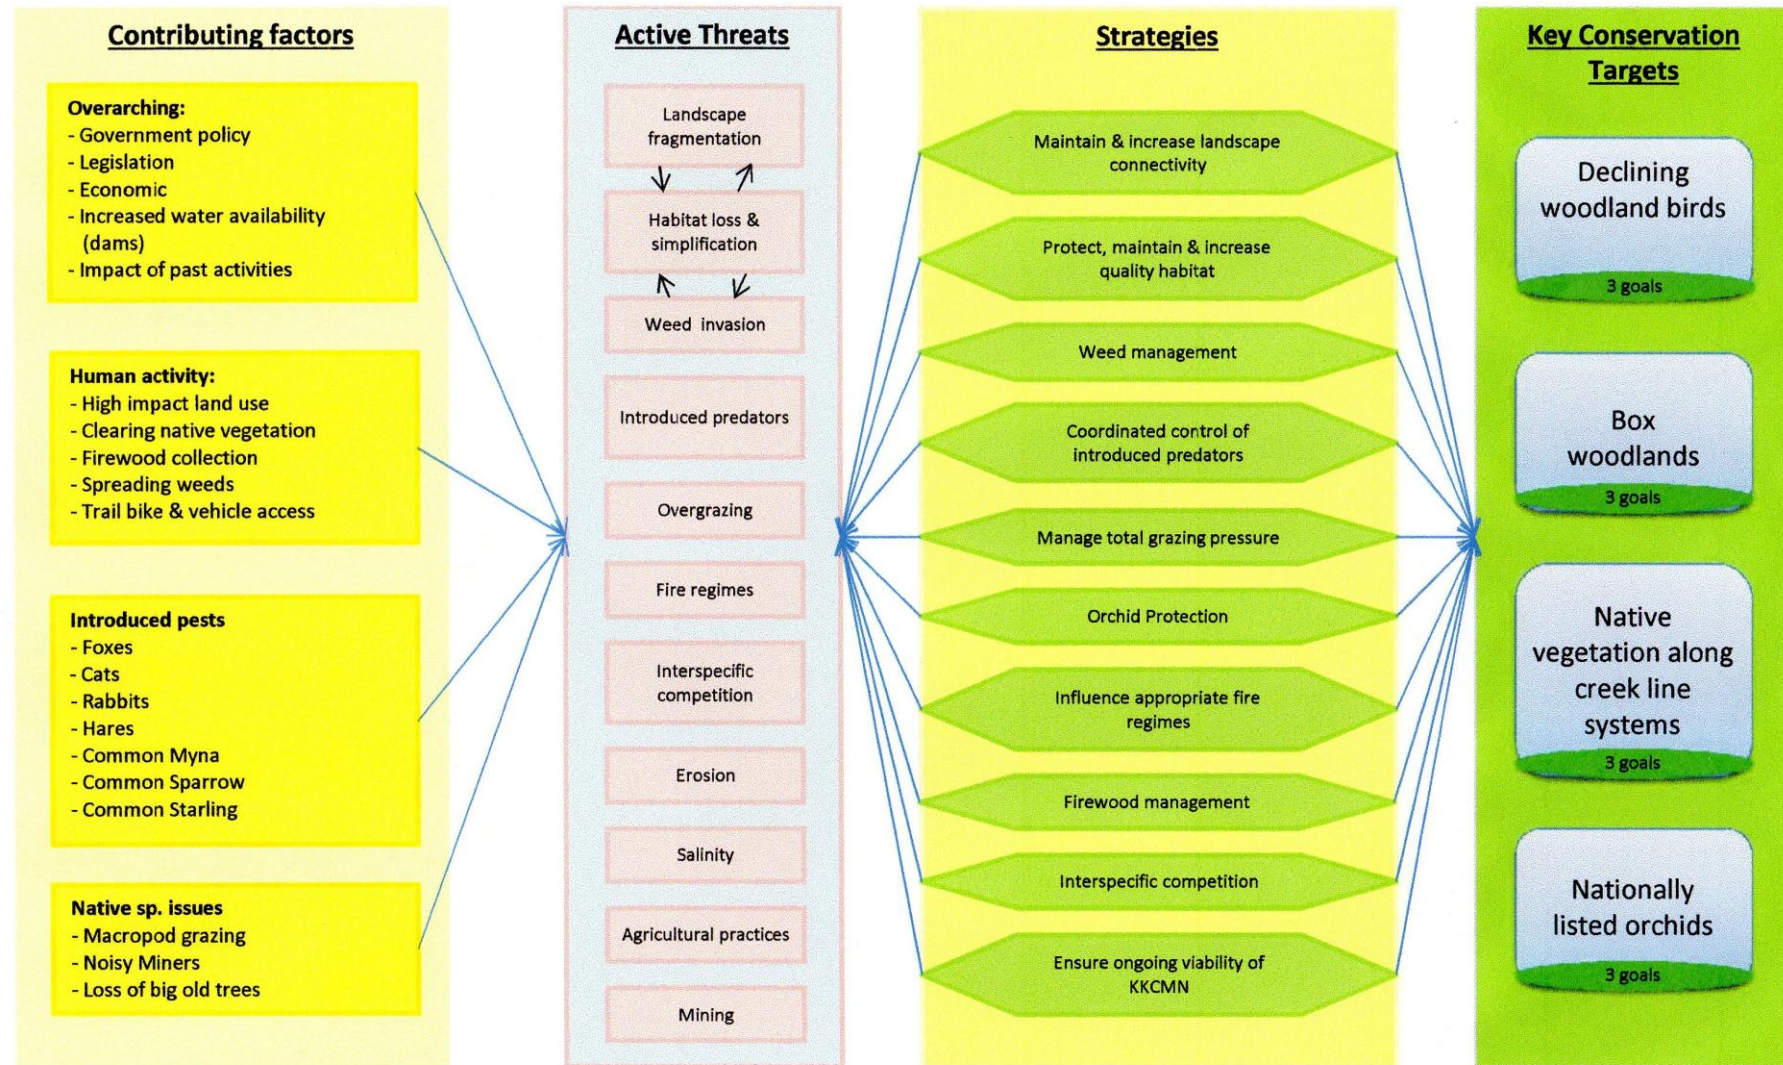 Contributing factors
Overarching:
- Government policy
- Legislation
- Economic
- Increased water availability
(dams)
- Impact of past activities
Human activity:
- High impact land use
- Clearing native vegetation
- Firewood collection
- Spreading weeds
- Trail bike & vehicle access
Introduced pests
- Foxes
- Cats
- Rabbits
- Hares
- Common Myna
- Common Sparrow
- Common Starling
Native sp. issues
- Macropod grazing
- Noisy Miners
- Loss of big old trees
Active Threats
Landscape
fragmentation
Habitat loss &
simplification
Weed invasion
Introduced predators
Overgrazing
Fire regimes
Interspecific
competition
Erosion
Salinity
Agricultural practices
Mining
Strategies
Maintain & increase landscape
connectivity
Protect, maintain & increase
quality habitat
Weed management
Coordinated control of
introduced predators
Manage total grazing pressure
Orchid Protection
Influence appropriate fire
regimes
Firewood management
Interspecific competition
Ensure ongoing viability of
KKCMN
Key Conservation
Targets
Declining
woodland birds
3 goals
Box
woodlands
3 goals
Native
vegetation along
creek line
systems
3 goals
Nationally
listed orchids
3 goals